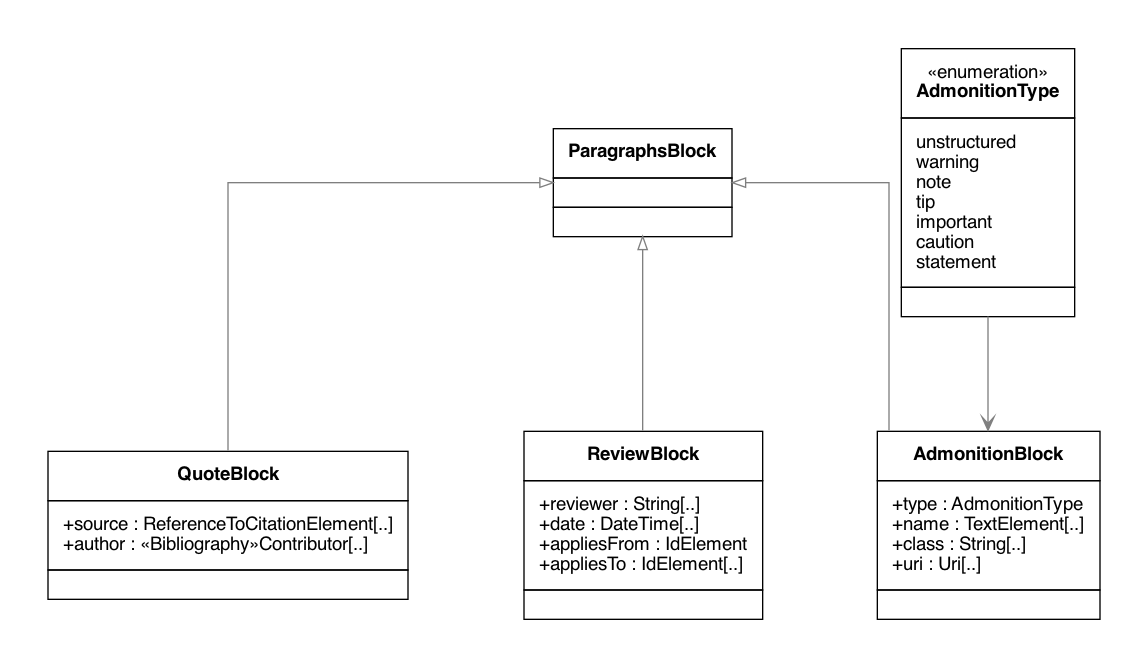 «enumeration»
AdmonitionType
unstructured
warning
note
tip
important
caution
statement
ParagraphsBlock
QuoteBlock
+source : ReferenceToCitationElement[..]
+author : «Bibliography»Contributor[..]
ReviewBlock
+reviewer : String[..]
+date : DateTime[..]
+appliesFrom : IdElement
+appliesTo : IdElement[..]
AdmonitionBlock
+type : AdmonitionType
+name : TextElement[..]
+class : String[..]
+uri : Uri[..]